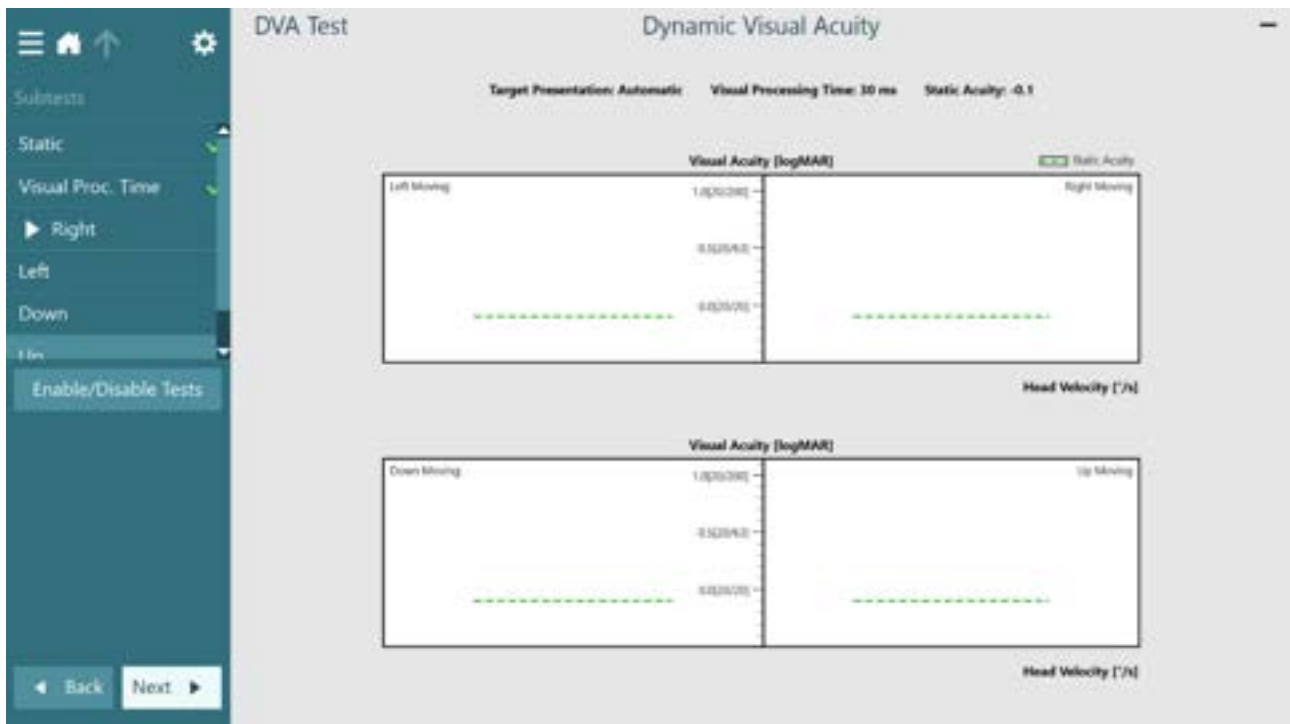 DVA Test
Dynamic Visual Acuity
Subtests
Static
Visual Proc. Time
Right
Left
Down
Up
Enable/Disable Tests
Back
Next
Target Presentation: Automatic Visual Processing Time: 30 ms Static Acuity: -0.1
Visual Acuity [logMAR]
Static Acuity
Left Moving
Right Moving
1.0[20/200]
0.5[20/63]
0.0[20/20]
Head Velocity [°/s]
Visual Acuity [logMAR]
Down Moving
Up Moving
1.0[20/200]
0.5[20/63]
0.0[20/20]
Head Velocity [°/s]